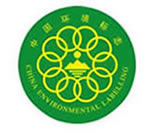 中国环境标志
CHINA ENVIRONMENTAL LABELLING